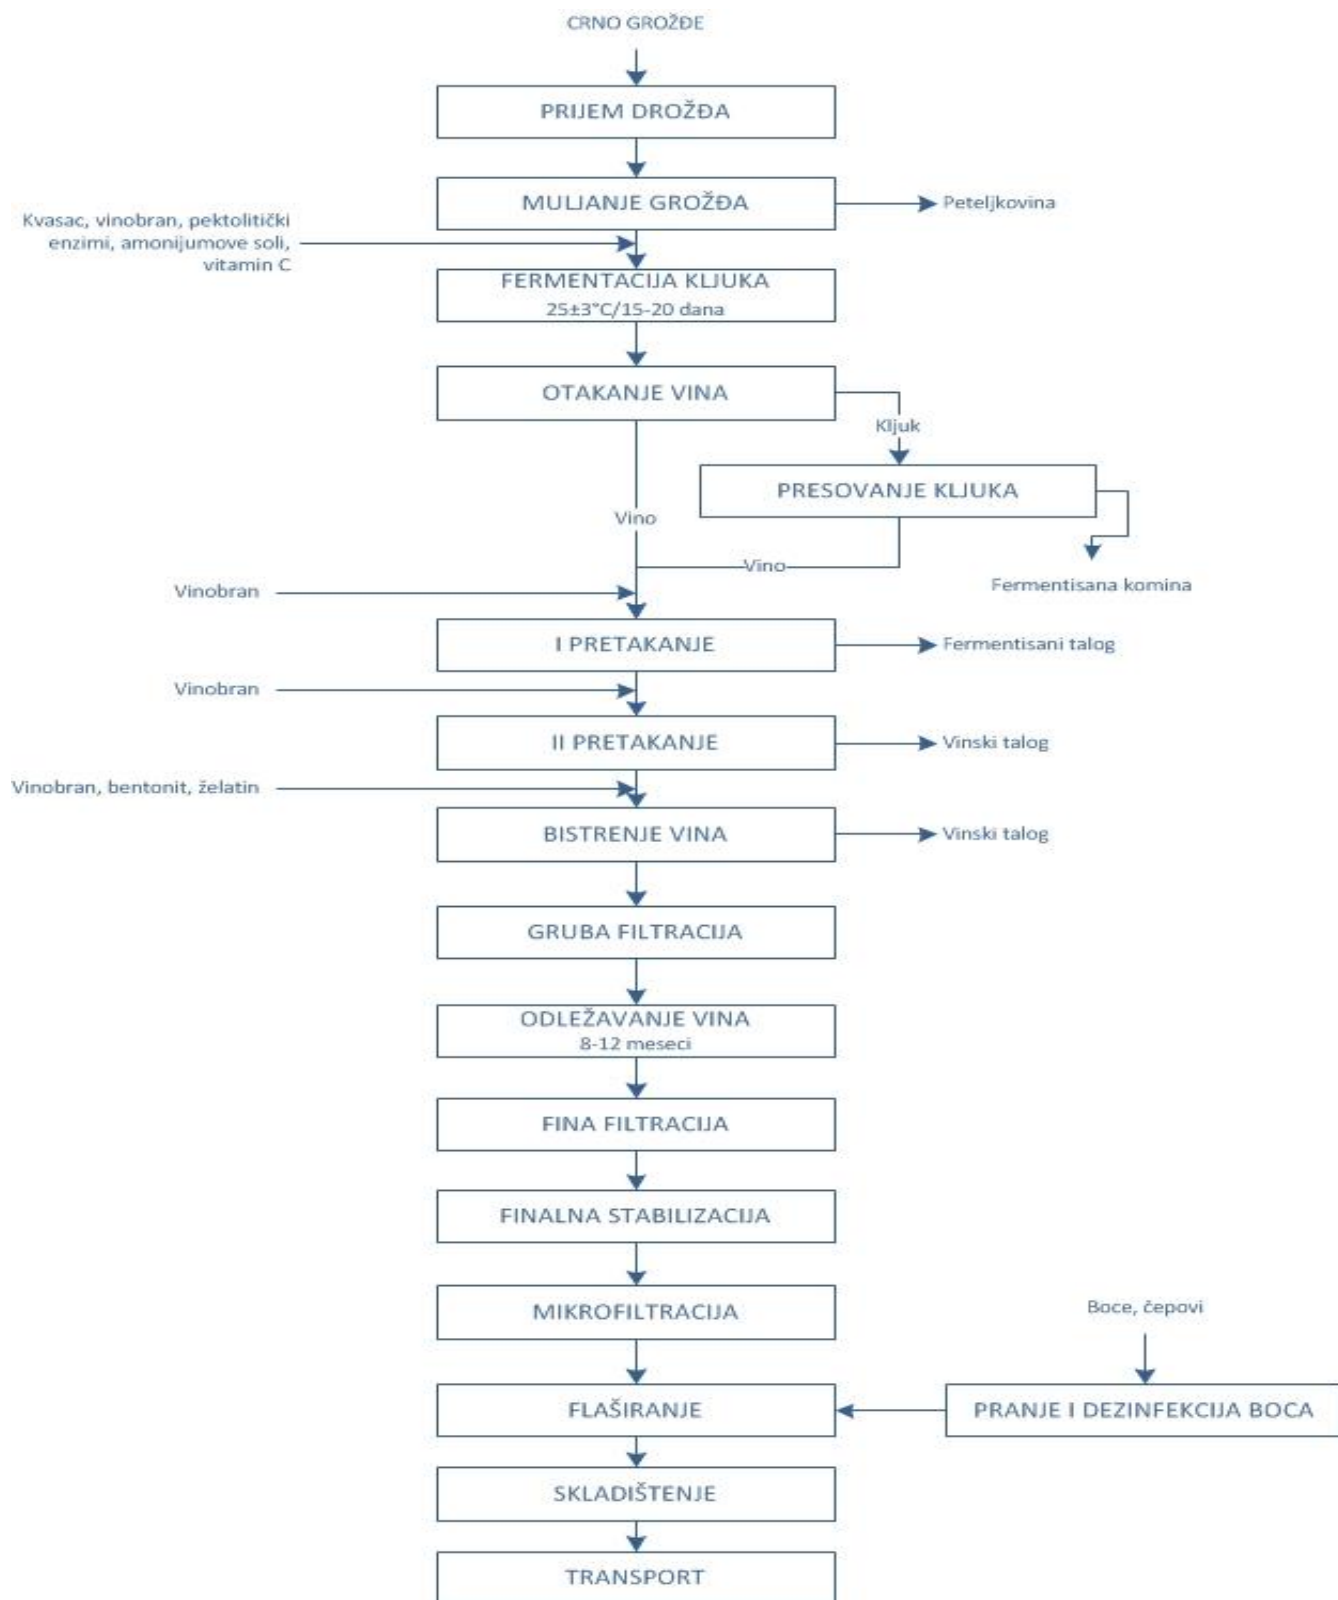 CRNO GROŽĐE
PRIJEM DROŽĐA
MULJANJE GROŽĐA
Peteljkovina
Kvasac, vinobran, pektolitički
enzimi, amonijumove soli,
vitamin C
FERMENTACIJA KLJUKA
25±3°C/15-20 dana
OTAKANJE VINA
Kljuk
PRESOVANJE KLJUKA
Vino
Vino
Fermentisana komina
Vinobran
I PRETAKANJE
Fermentisani talog
Vinobran
II PRETAKANJE
Vinski talog
Vinobran, bentonit, želatin
BISTRENJE VINA
Vinski talog
GRUBA FILTRACIJA
ODLEŽAVANJE VINA
8-12 meseci
FINA FILTRACIJA
FINALNA STABILIZACIJA
MIKROFILTRACIJA
Boce, čepovi
FLAŠIRANJE
PRANJE I DEZINFEKCIJA BOCA
SKLADIŠTENJE
TRANSPORT